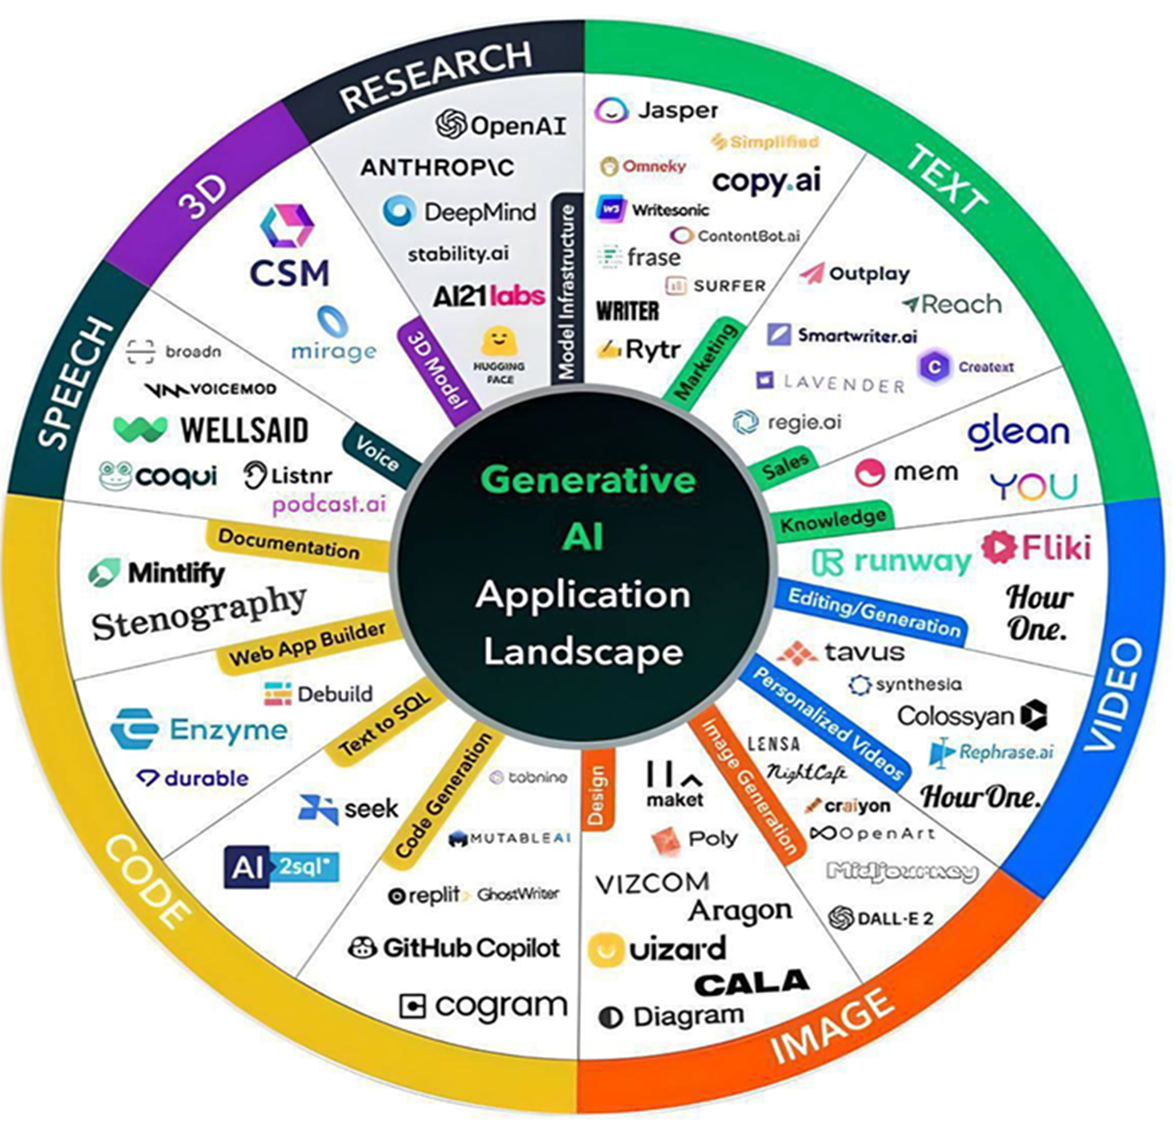 Generative
AI
Application
Landscape
RESEARCH
Model Infrastructure
OpenAI
ANTHROP\C
DeepMind
stability.ai
AI21labs
HUGGING
FACE
TEXT
Marketing
Jasper
Simplified
Omneky
copy.ai
Writesonic
ContentBot.ai
frase
SURFER
WRITER
Rytr
Sales
Outplay
Reach
Smartwriter.ai
Creatext
LAVENDER
regie.ai
Knowledge
glean
mem
YOU
VIDEO
Editing/Generation
runway
Fliki
Hour
One.
Personalized Videos
tavus
synthesia
Colossyan
Rephrase.ai
HourOne.
IMAGE
Image Generation
LENSA
NightCafe
craiyon
OpenArt
Midjourney
DALL·E 2
Design
maket
Poly
VIZCOM
Aragon
uizard
CALA
Diagram
CODE
Code Generation
tabnine
MUTABLEAI
replit GhostWriter
GitHub Copilot
cogram
Text to SQL
seek
AI 2sql
Web App Builder
Debuild
Enzyme
durable
Documentation
Mintlify
Stenography
SPEECH
Voice
broadn
VOICEMOD
WELLSAID
coqui
Listnr
podcast.ai
3D
3D Model
CSM
mirage